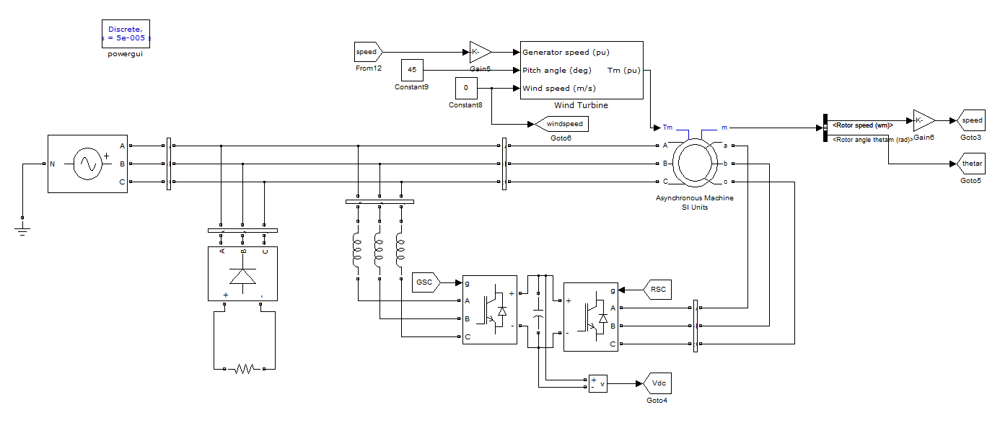 Discrete,
s = 5e-005 s
powergui
speed
From12
-K-
Gain5
45
Constant9
0
Constant8
Generator speed (pu)
Pitch angle (deg)
Tm (pu)
Wind speed (m/s)
Wind Turbine
windspeed
Goto6
Tm
m
<Rotor speed (wm)>
<Rotor angle thetam (rad)>
-K-
Gain6
speed
Goto3
thetar
Goto5
N
+
A
B
C
A
B
C
a
b
c
Asynchronous Machine
SI Units
A
B
C
+
-
GSC
g
A
B
C
+
-
+
-
g
A
B
C
RSC
+
-
v
Vdc
Goto4